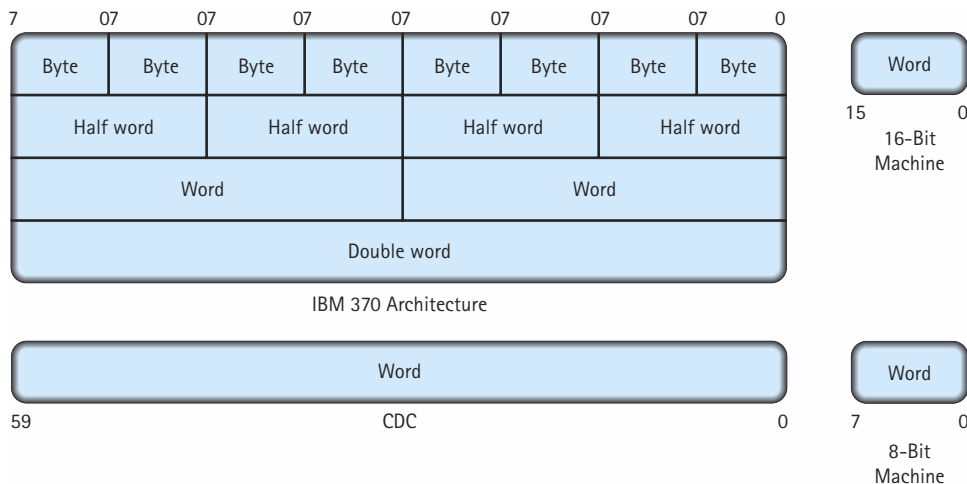 7 07 07 07 07 07 07 07 0
Byte Byte Byte Byte Byte Byte Byte Byte
Half word Half word Half word Half word
Word Word
Double word
IBM 370 Architecture
Word
15 0
16-Bit
Machine
Word
59 CDC 0
Word
7 0
8-Bit
Machine